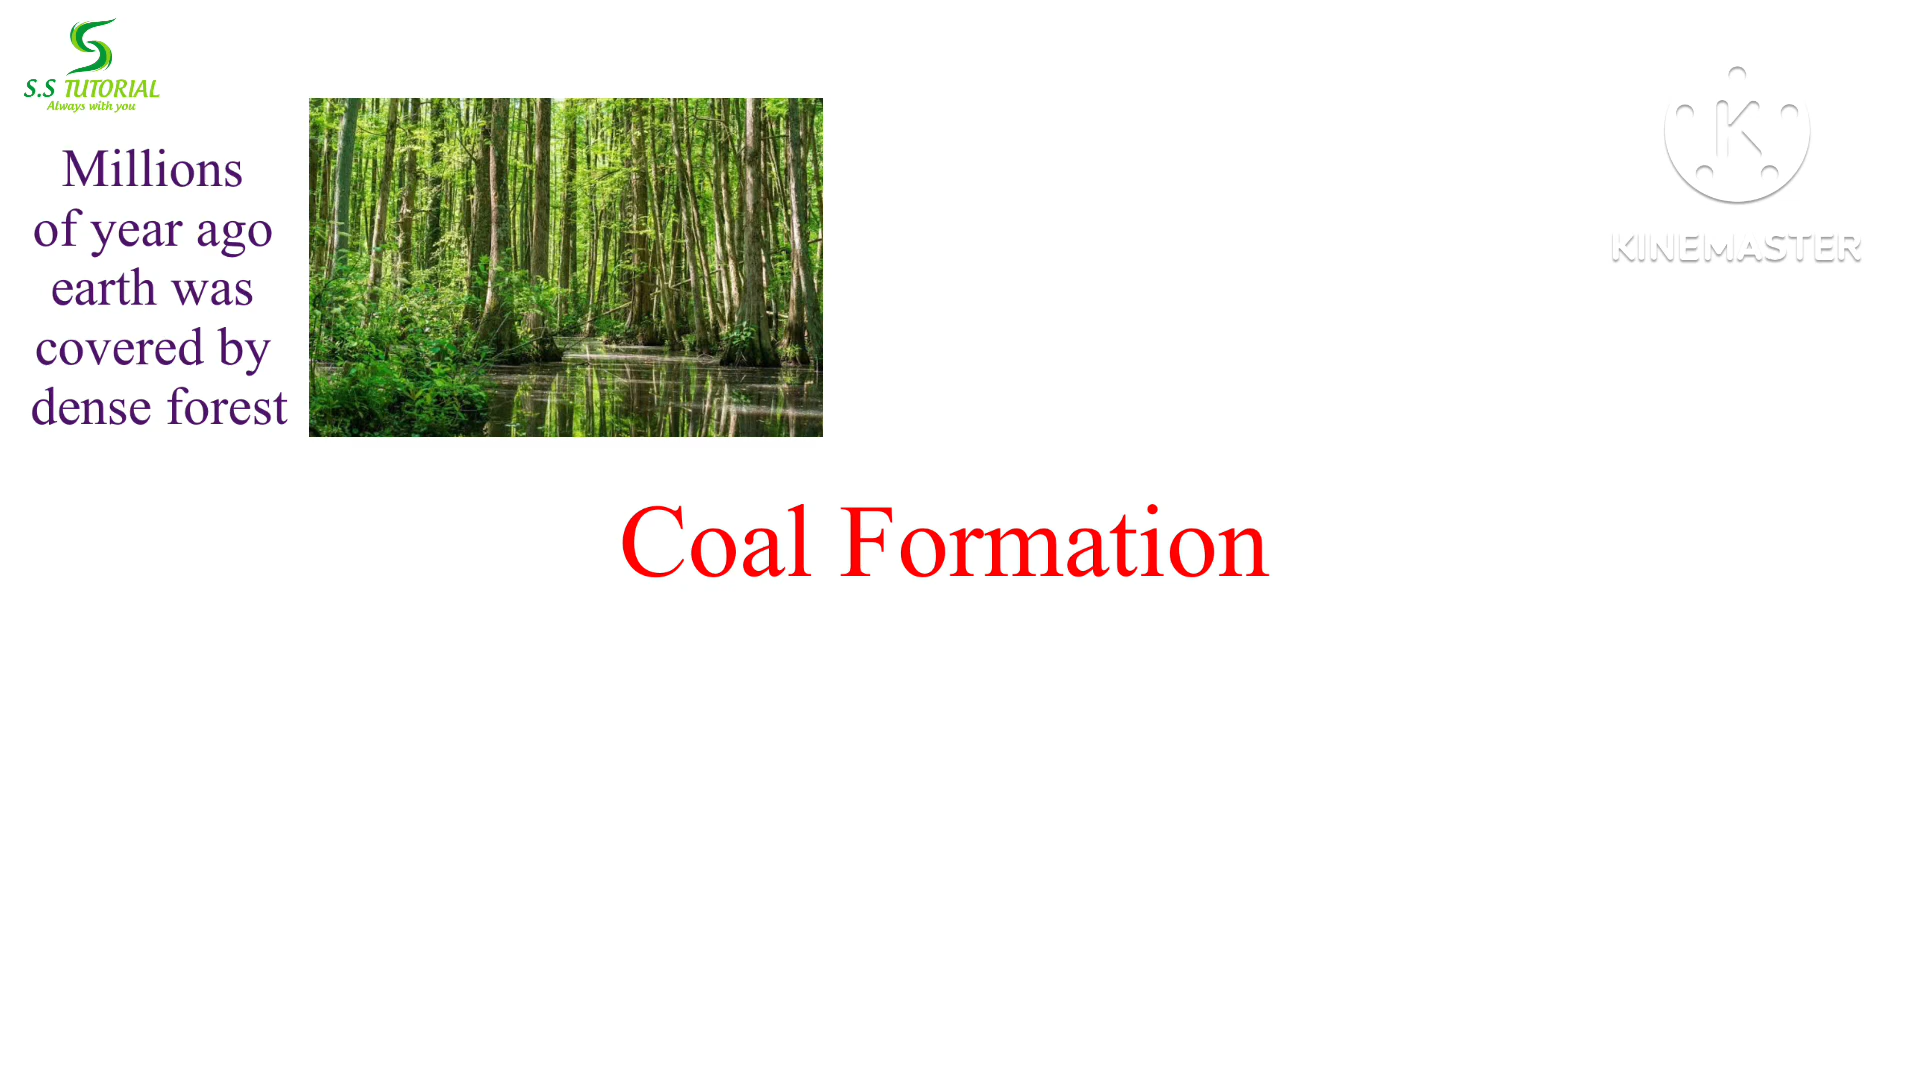 S.S TUTORIAL
Always with you
Millions
of year ago
earth was
covered by
dense forest
K
KINEMASTER
Coal Formation